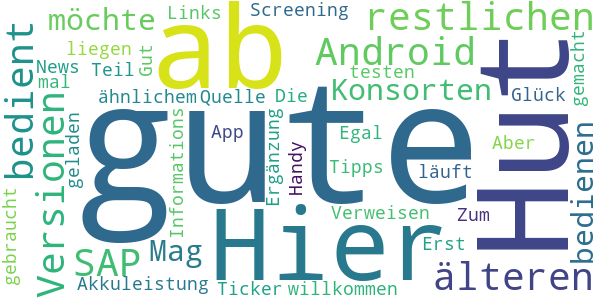 möchte
Links
Screening
restlichen
ab
liegen
Gut
Android
News
Teil
testen
gemacht
mal
bedient
Konsorten
ähnlichem
Quelle
Die
Glück
Hut
Versionen
geladen
gute
Informations
App
Ergänzung
Egal
Aber
Handy
Tipps
läuft
bedienen
gebraucht
Hier
Verweisen
Zum
SAP
Mag
Erst
älteren
Akkuleistung
Ticker
willkommen